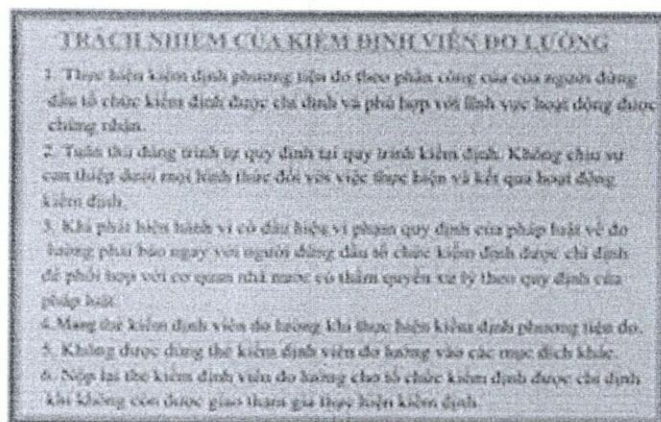 TRÁCH NHIỆM CỦA KIỂM ĐỊNH VIÊN ĐO LƯỜNG
1. Thực hiện kiểm định phương tiện đo theo phân công của của người đứng
đầu tổ chức kiểm định được chỉ định và phù hợp với lĩnh vực hoạt động được
chứng nhận.
2. Tuân thủ đúng trình tự quy định tại quy trình kiểm định. Không chịu sự
can thiệp dưới mọi hình thức đối với việc thực hiện và kết quả hoạt động
kiểm định.
3. Khi phát hiện hành vi có dấu hiệu vi phạm quy định của pháp luật về đo
lường phải báo ngay với người đứng đầu tổ chức kiểm định được chỉ định
để phối hợp với cơ quan nhà nước có thẩm quyền xử lý theo quy định của
pháp luật
4. Mang thẻ kiểm định viên đo lường khi thực hiện kiểm định phương tiện đo.
5. Không được dùng thẻ kiểm định viên đo lường vào các mục đích khác.
6. Nộp lại thẻ kiểm định viên đo lường cho tổ chức kiểm định được chỉ định
khi không còn được giao tham gia thực hiện kiểm định